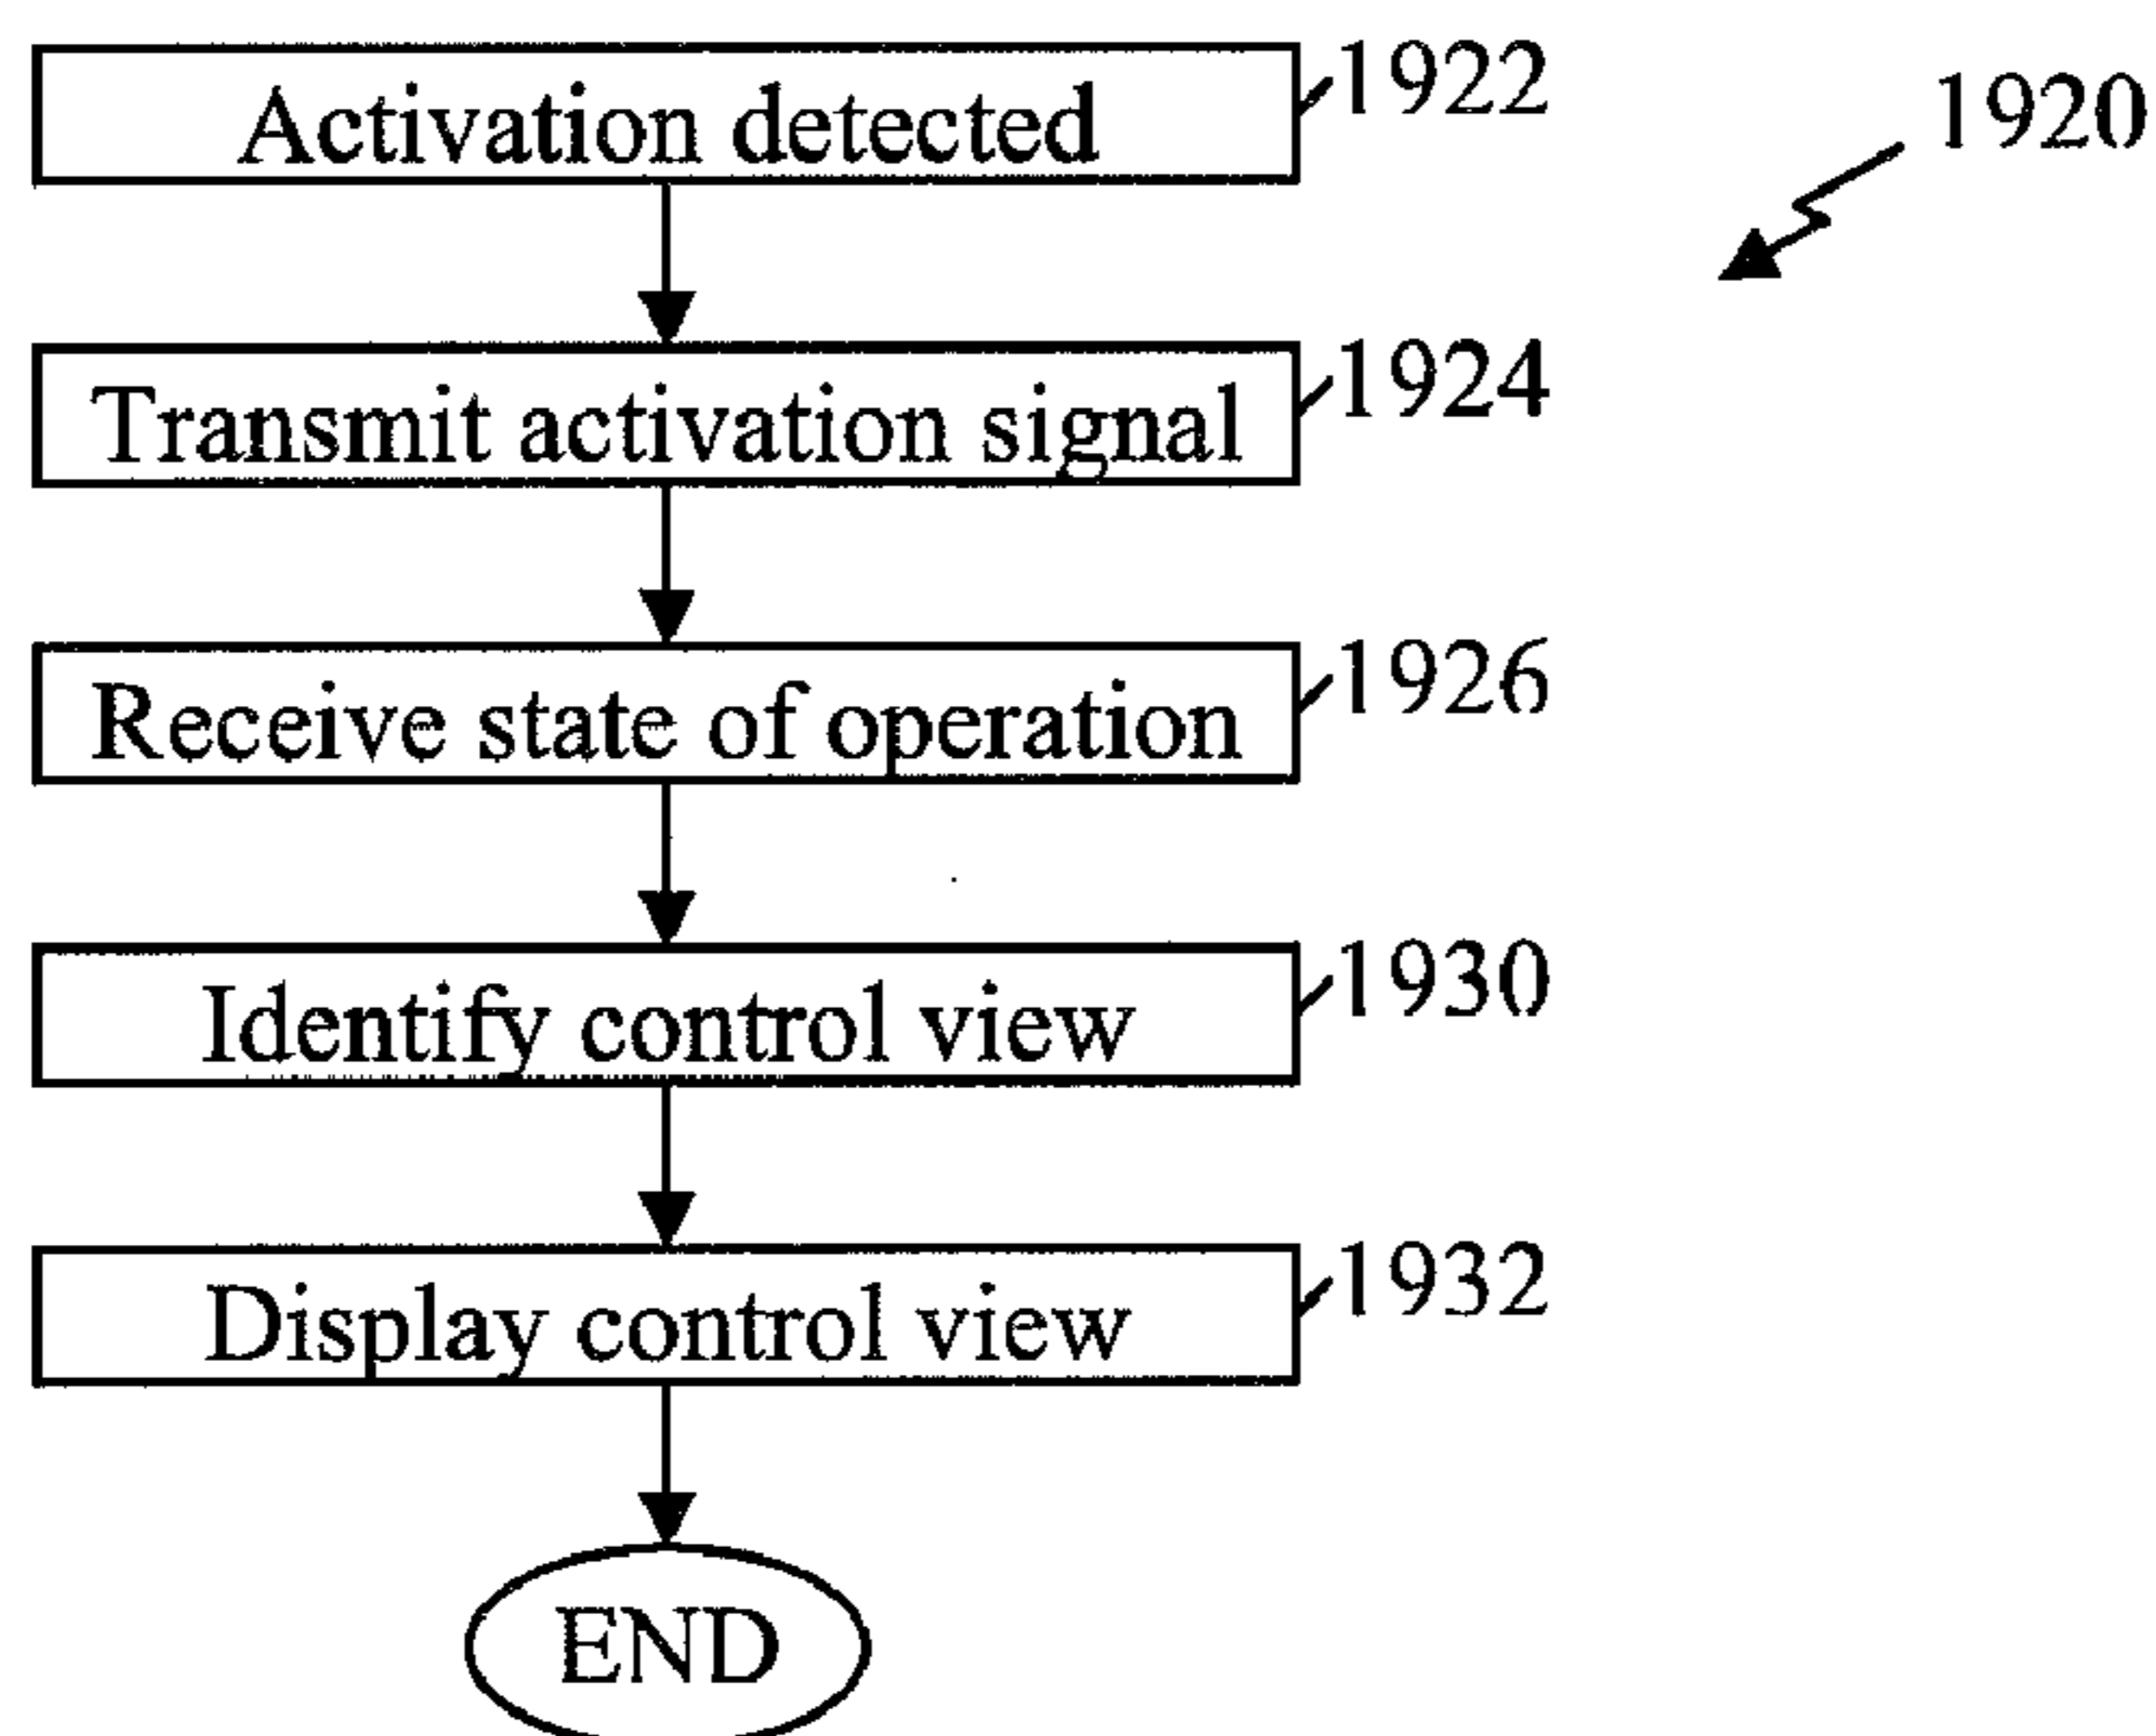 Activation detected 1922
1920
Transmit activation signal 1924
Receive state of operation 1926
Identify control view 1930
Display control view 1932
END